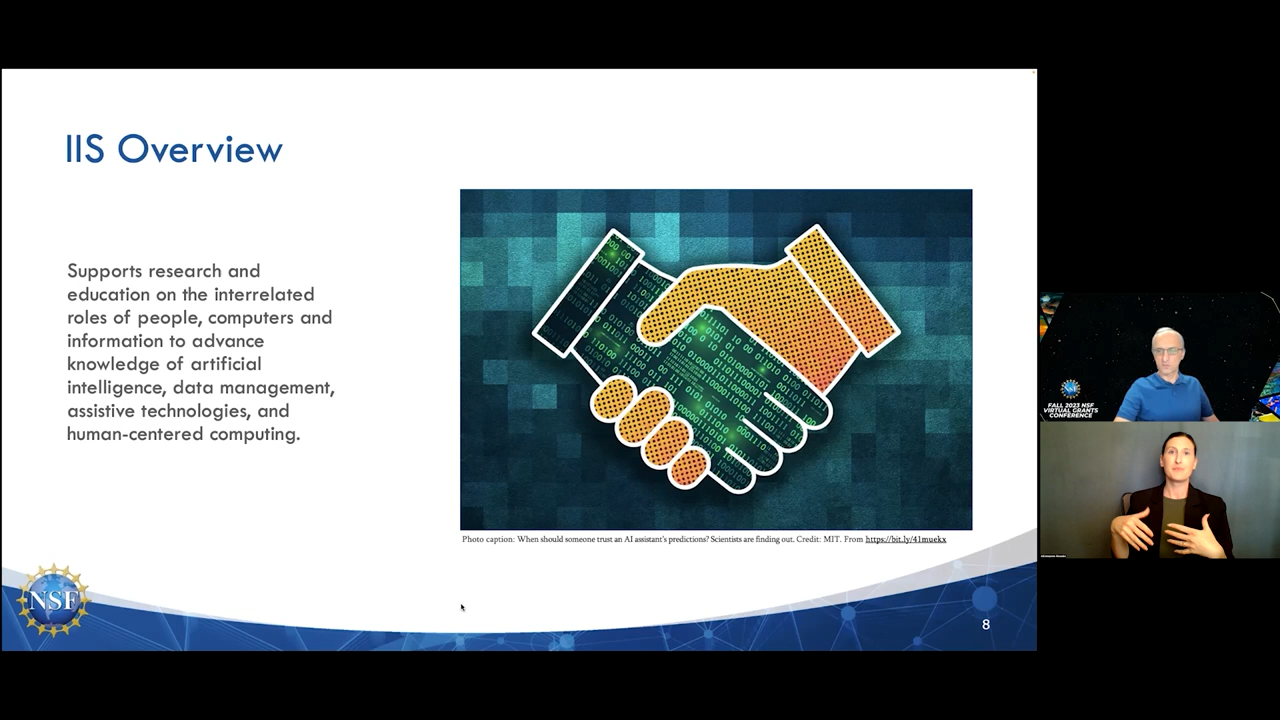 IIS Overview
Supports research and
education on the interrelated
roles of people, computers and
information to advance
knowledge of artificial
intelligence, data management,
assistive technologies, and
human-centered computing.
Photo caption: When should someone trust an AI assistant's predictions? Scientists are finding out. Credit: MIT. From https://bit.ly/41muekx
NSF
8
FALL 2023 NSF
VIRTUAL GRANTS
CONFERENCE